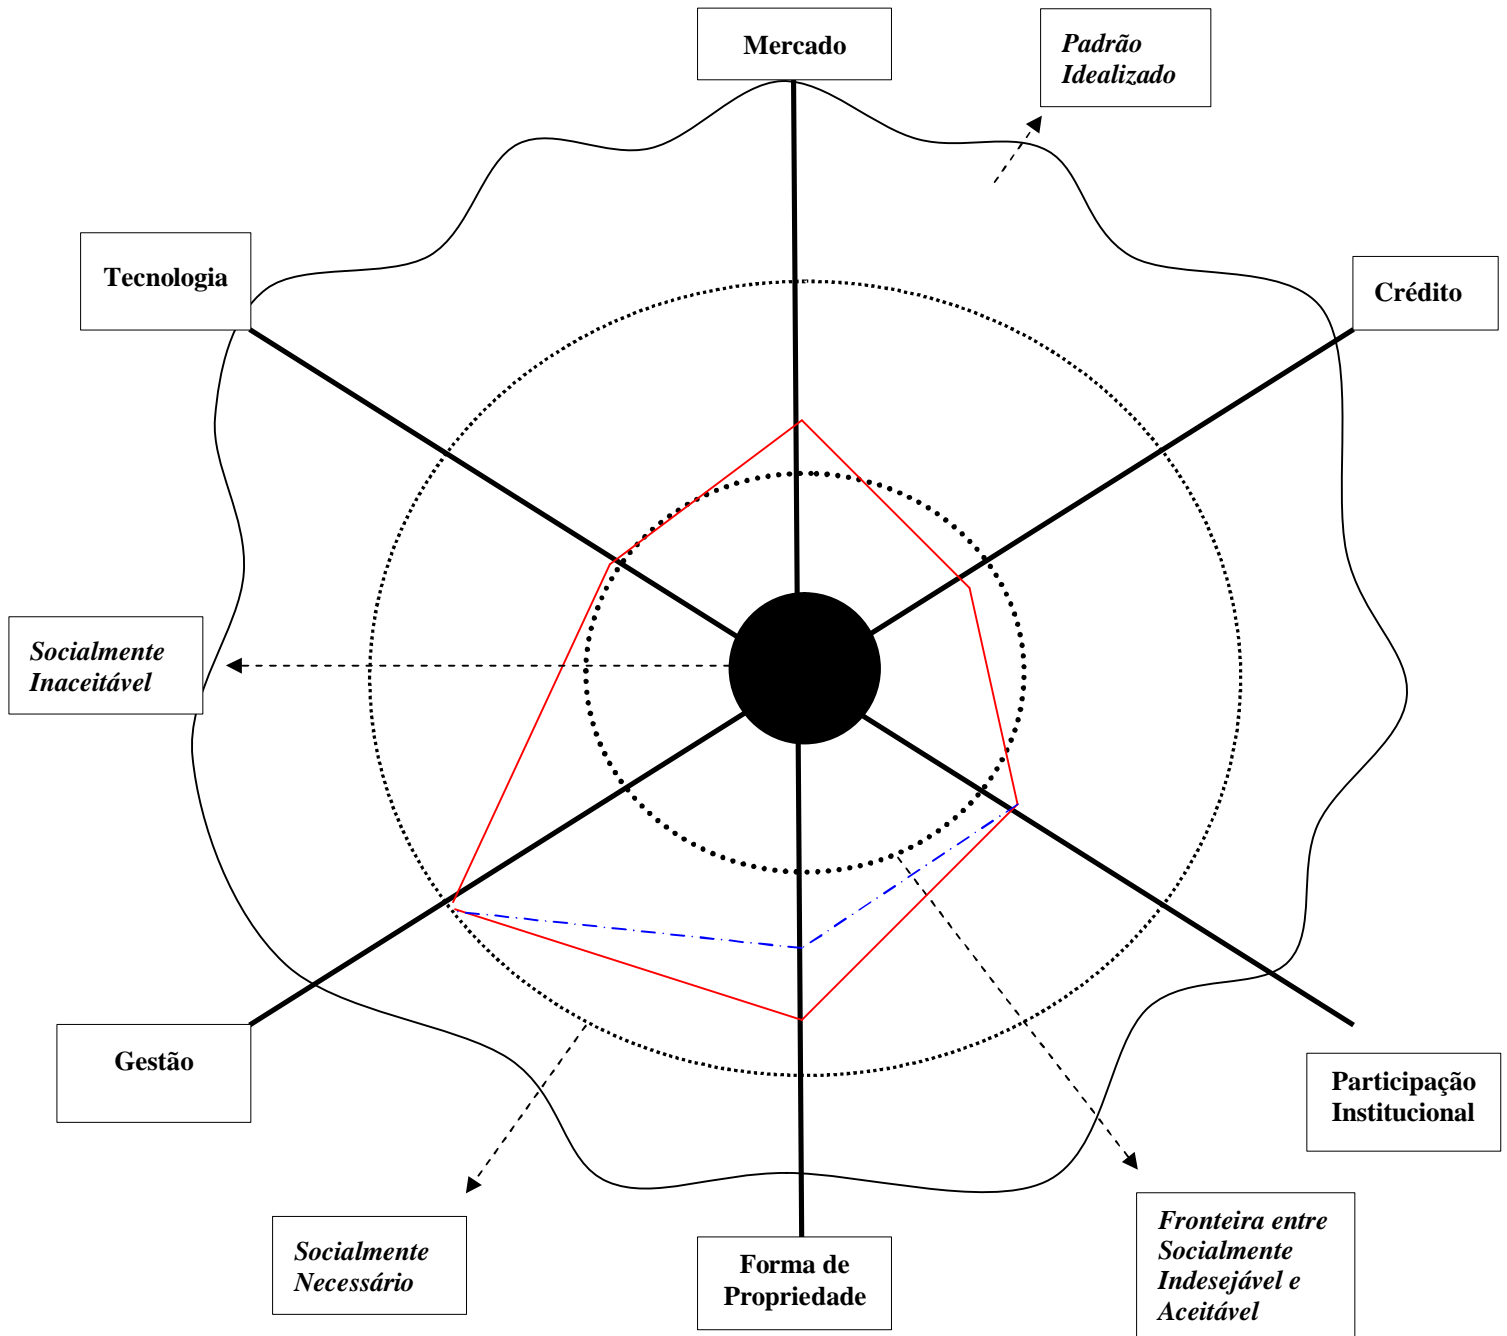 Mercado
Padrão
Idealizado
Tecnologia
Crédito
Socialmente
Inaceitável
Gestão
Participação
Institucional
Socialmente
Necessário
Forma de
Propriedade
Fronteira entre
Socialmente
Indesejável e
Aceitável